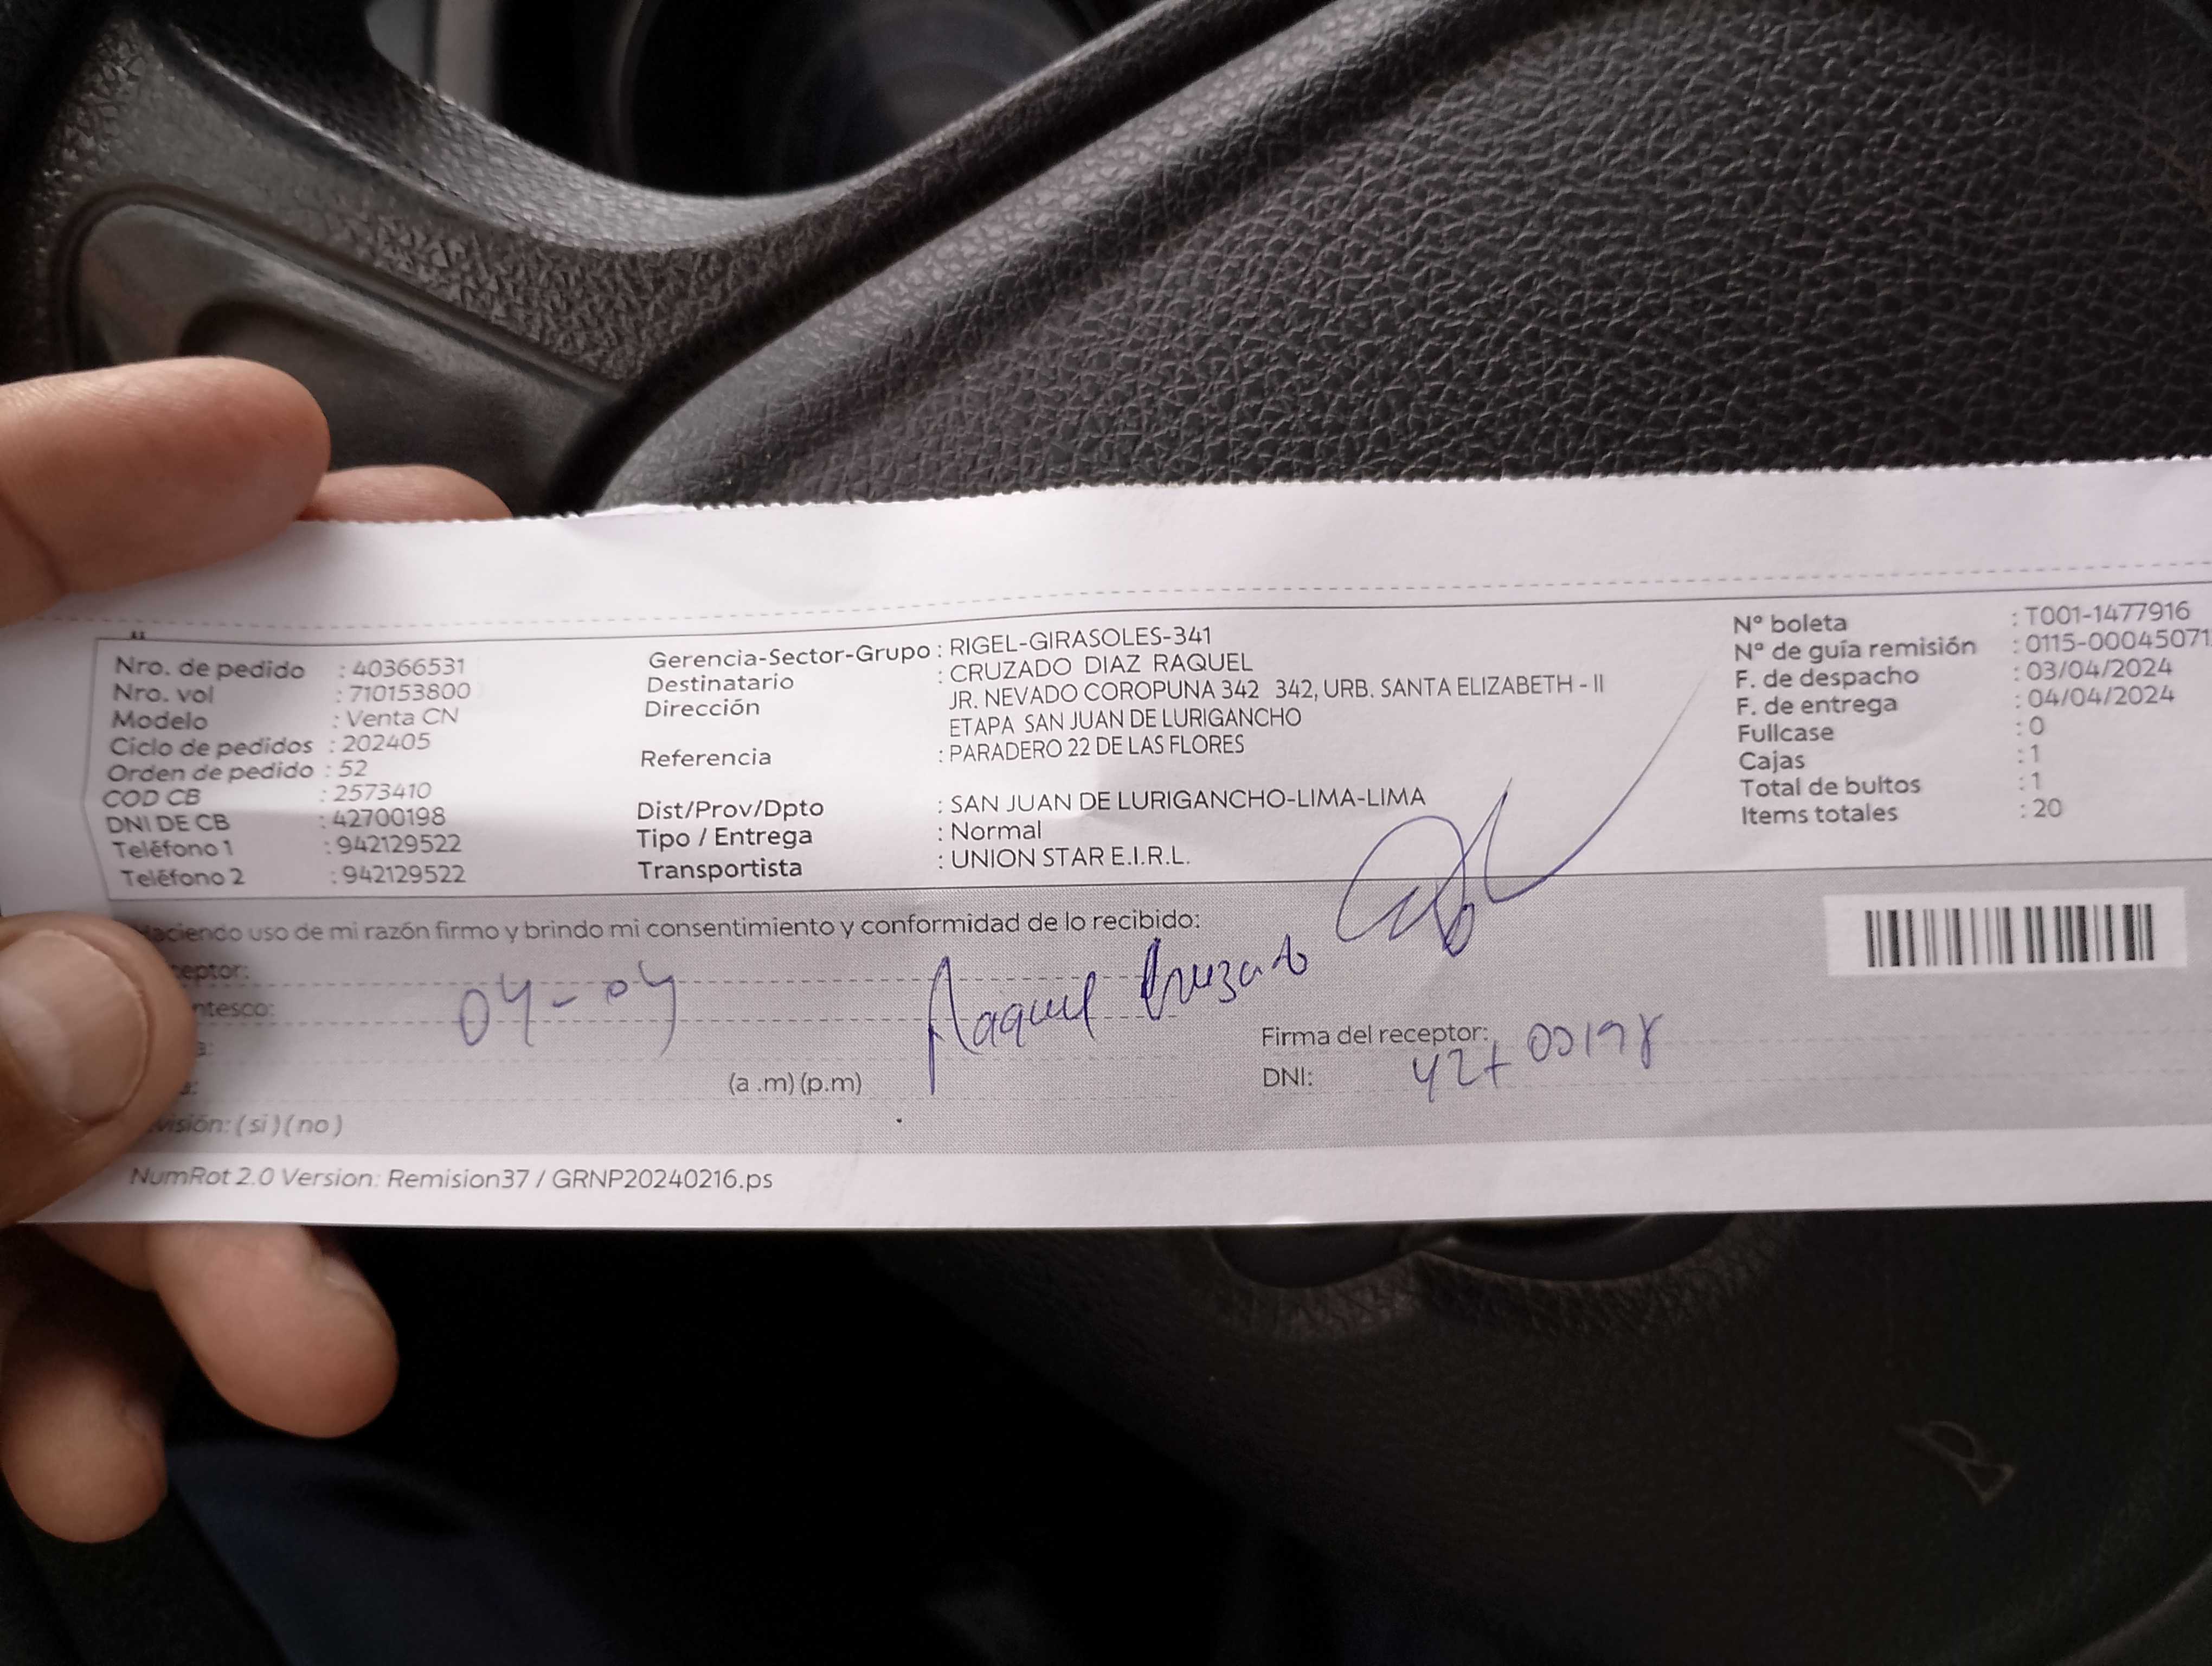 Nro. de pedido : 40366531
Nro. vol : 710153800
Modelo : Venta CN
Ciclo de pedidos : 202405
Orden de pedido : 52
COD CB : 2573410
DNI DE CB : 42700198
Teléfono 1 : 942129522
Teléfono 2 : 942129522
Gerencia-Sector-Grupo : RIGEL-GIRASOLES-341
Destinatario : CRUZADO DIAZ RAQUEL
Dirección JR. NEVADO COROPUNA 342 342, URB. SANTA ELIZABETH - II
ETAPA SAN JUAN DE LURIGANCHO
Referencia : PARADERO 22 DE LAS FLORES
Dist/Prov/Dpto : SAN JUAN DE LURIGANCHO-LIMA-LIMA
Tipo / Entrega : Normal
Transportista : UNION STAR E.I.R.L.
Nº boleta : T001-1477916
Nº de guía remisión : 0115-00045071
F. de despacho : 03/04/2024
F. de entrega : 04/04/2024
Fullcase : 0
Cajas : 1
Total de bultos : 1
Items totales : 20
Haciendo uso de mi razón firmo y brindo mi consentimiento y conformidad de lo recibido:
ceptor:
ntesco:
04-04
Raquel Cruzado
Firma del receptor:
(a .m) (p.m)
DNI: 42700198
visión: ( si ) ( no )
NumRot 2.0 Version: Remision37 / GRNP20240216.ps